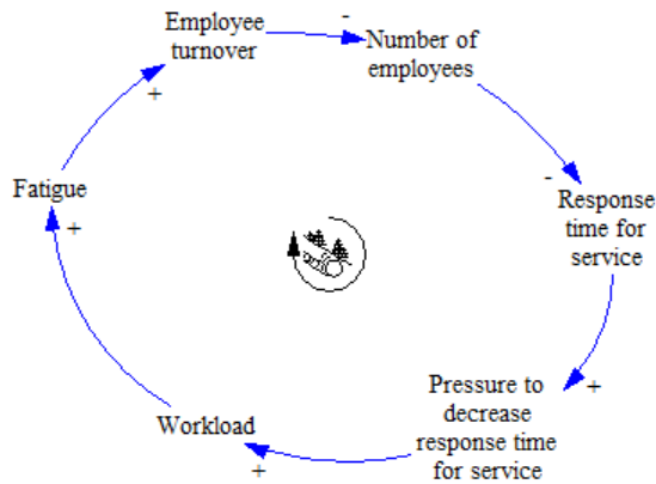 Employee
turnover
-
Number of
employees
+
-
Fatigue
+
Response
time for
service
+
Pressure to
decrease
response time
for service
Workload
+